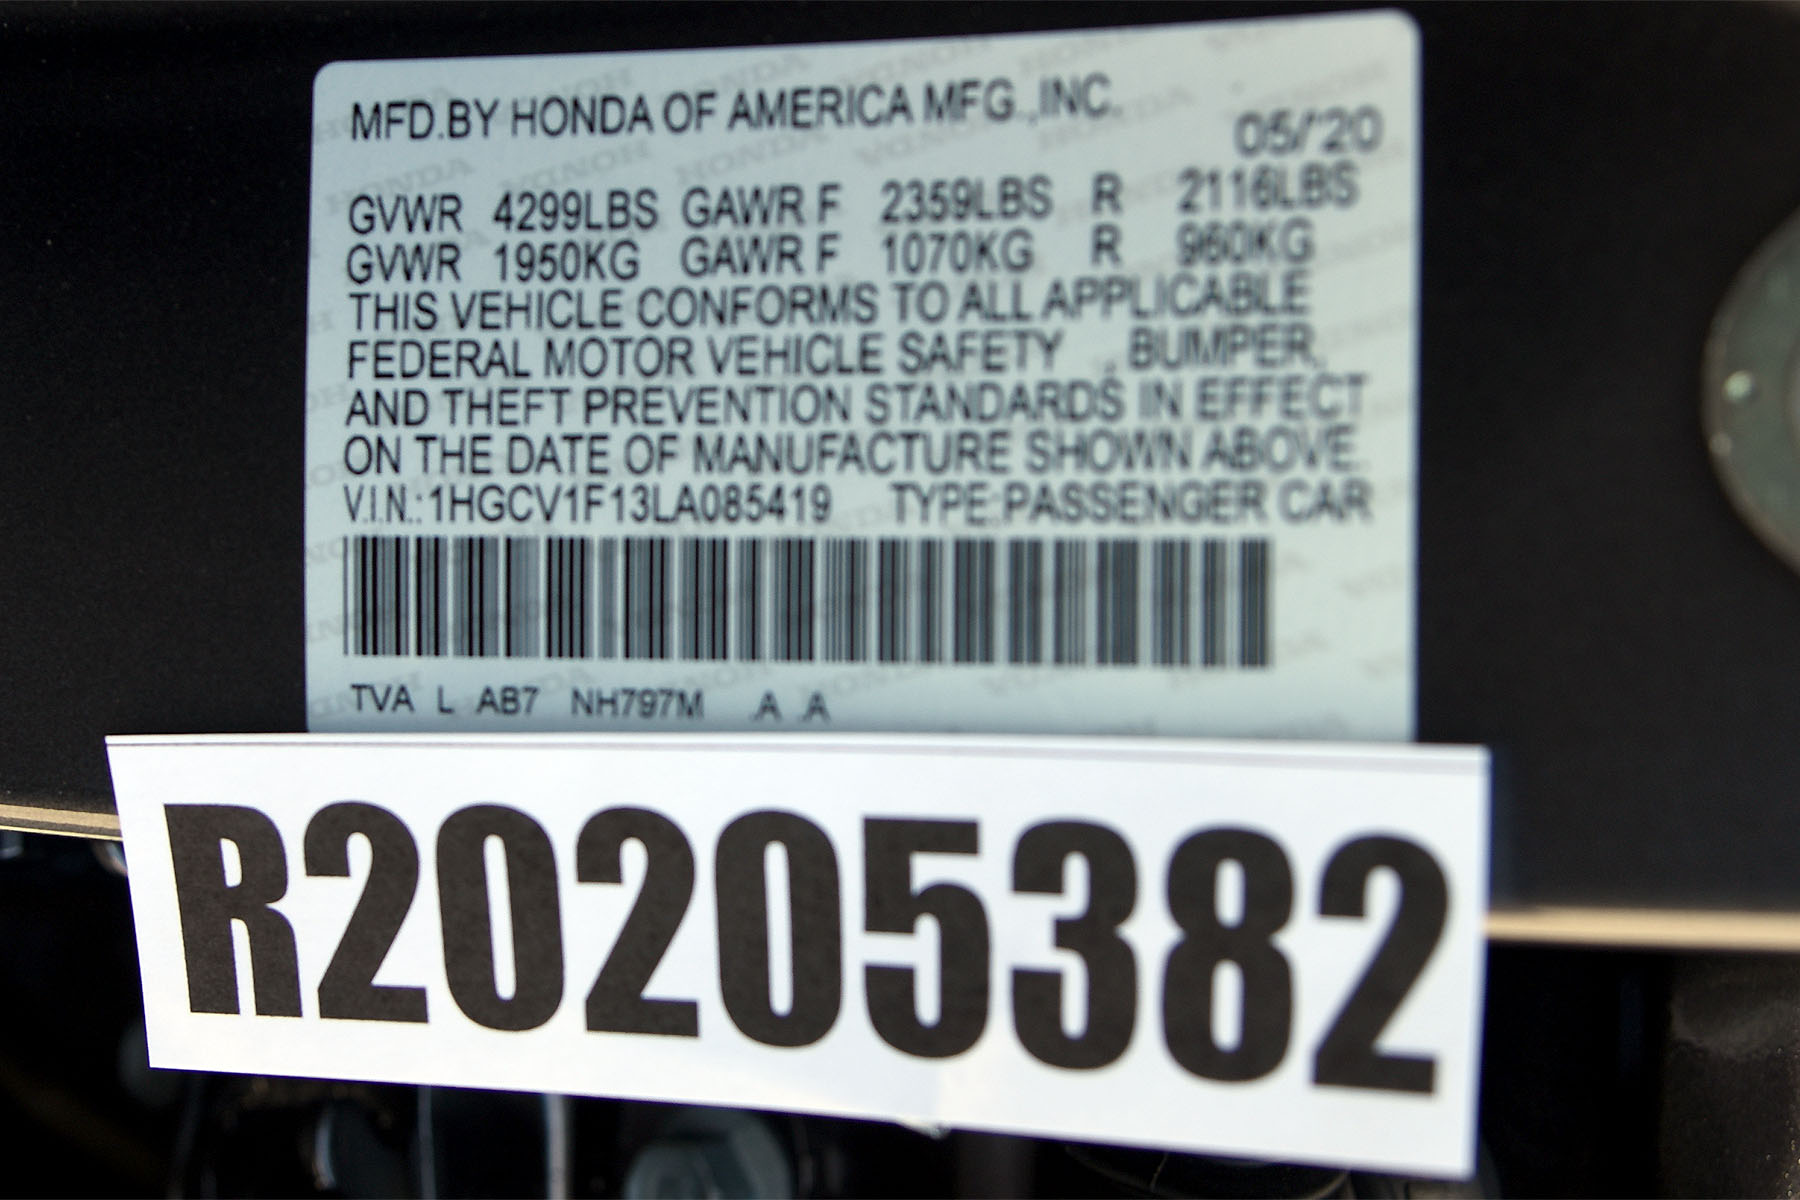 MFD.BY HONDA OF AMERICA MFG.,INC. 05/'20
GVWR 4299LBS GAWR F 2359LBS R 2116LBS
GVWR 1950KG GAWR F 1070KG R 960KG
THIS VEHICLE CONFORMS TO ALL APPLICABLE
FEDERAL MOTOR VEHICLE SAFETY , BUMPER,
AND THEFT PREVENTION STANDARDS IN EFFECT
ON THE DATE OF MANUFACTURE SHOWN ABOVE.
V.I.N.: 1HGCV1F13LA085419 TYPE:PASSENGER CAR
TVA L AB7 NH797M A A
R20205382